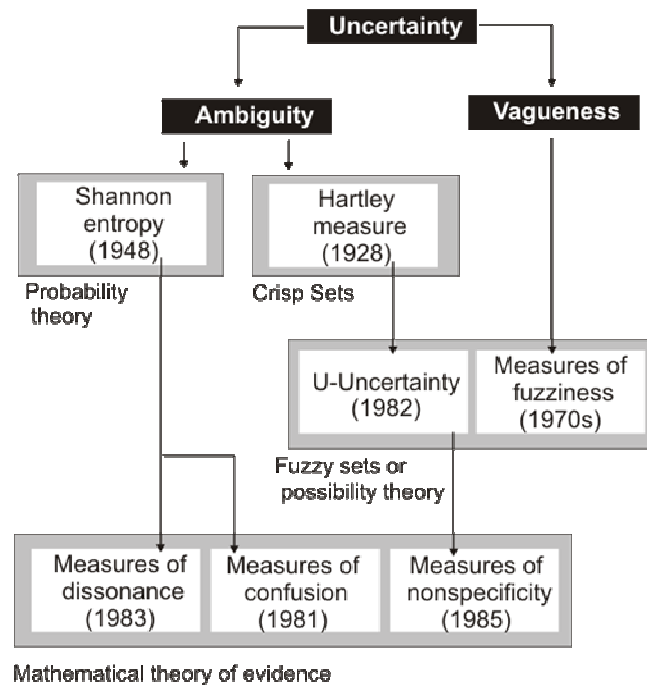 Uncertainty
Ambiguity
Vagueness
Shannon
entropy
(1948)
Hartley
measure
(1928)
Probability
theory
Crisp Sets
U-Uncertainty
(1982)
Measures of
fuzziness
(1970s)
Fuzzy sets or
possibility theory
Measures of
dissonance
(1983)
Measures of
confusion
(1981)
Measures of
nonspecificity
(1985)
Mathematical theory of evidence